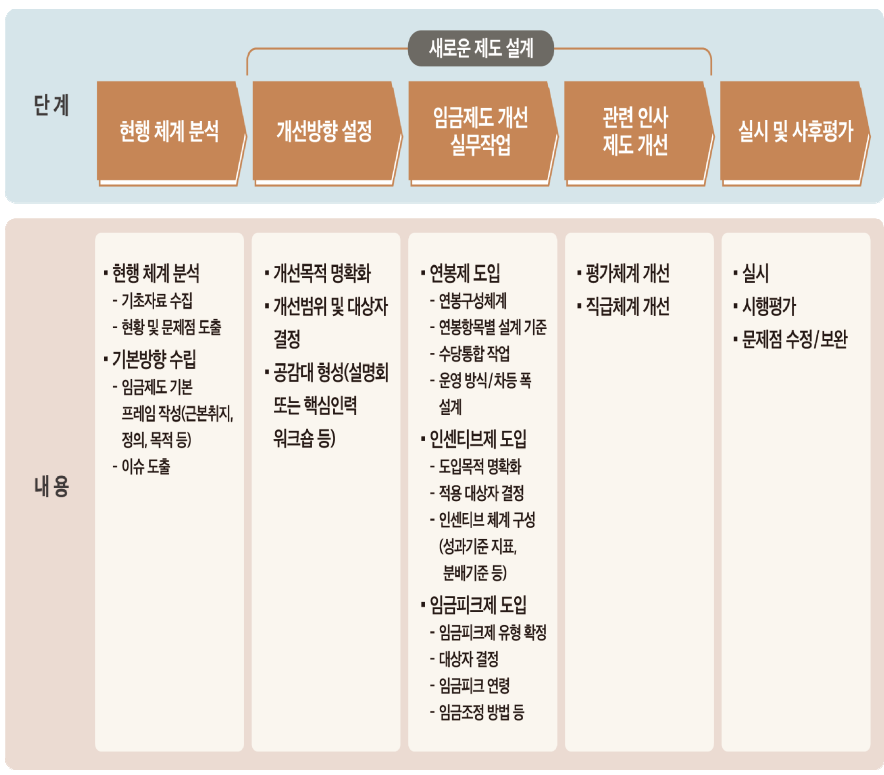 새로운 제도 설계
단계
현행 체계 분석
개선방향 설정
임금제도 개선
실무작업
관련 인사
제도 개선
실시 및 사후평가
내용
▪ 현행 체계 분석
- 기초자료 수집
- 현황 및 문제점 도출
▪ 기본방향 수립
- 임금제도 기본
프레임 작성(근본취지,
정의, 목적 등)
- 이슈 도출
▪ 개선목적 명확화
▪ 개선범위 및 대상자
결정
▪ 공감대 형성(설명회
또는 핵심인력
워크숍 등)
▪ 연봉제 도입
- 연봉구성체계
- 연봉항목별 설계 기준
- 수당통합 작업
- 운영 방식/차등 폭
설계
▪ 인센티브제 도입
- 도입목적 명확화
- 적용 대상자 결정
- 인센티브 체계 구성
(성과기준 지표,
분배기준 등)
▪ 임금피크제 도입
- 임금피크제 유형 확정
- 대상자 결정
- 임금피크 연령
- 임금조정 방법 등
▪ 평가체계 개선
▪ 직급체계 개선
▪ 실시
▪ 시행평가
▪ 문제점 수정/보완